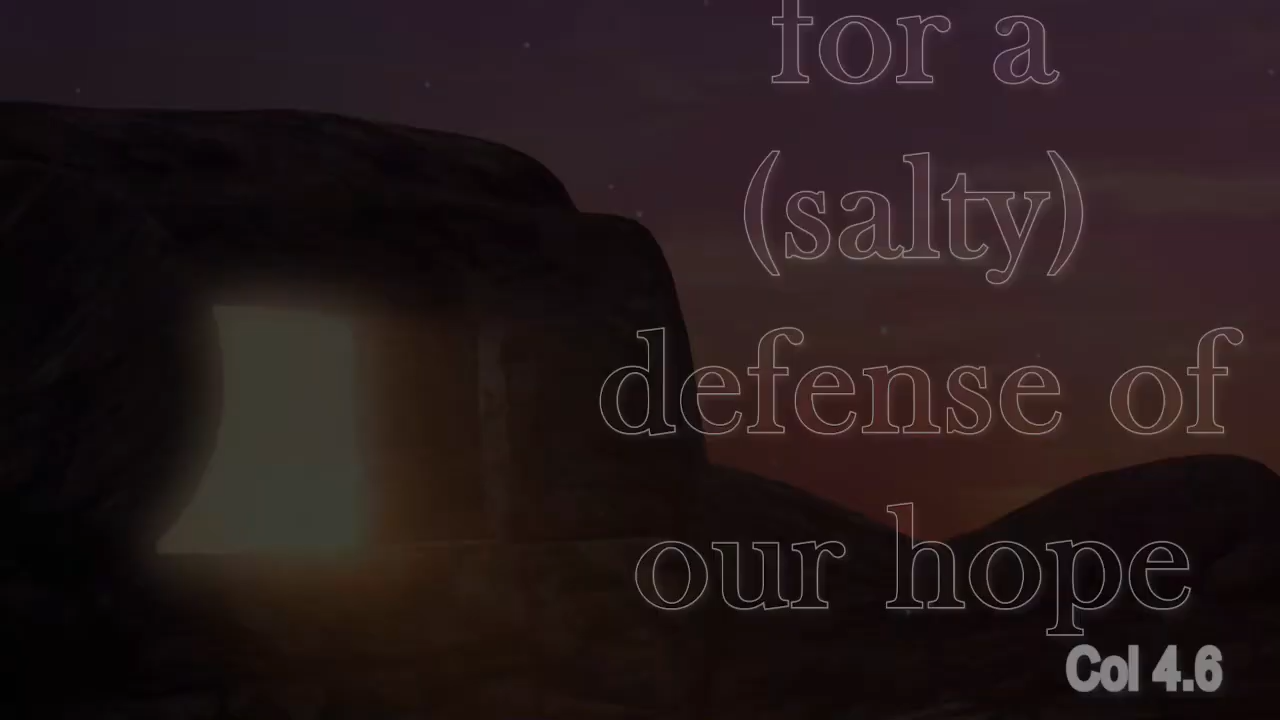 for a
(salty)
defense of
our hope
Col 4.6